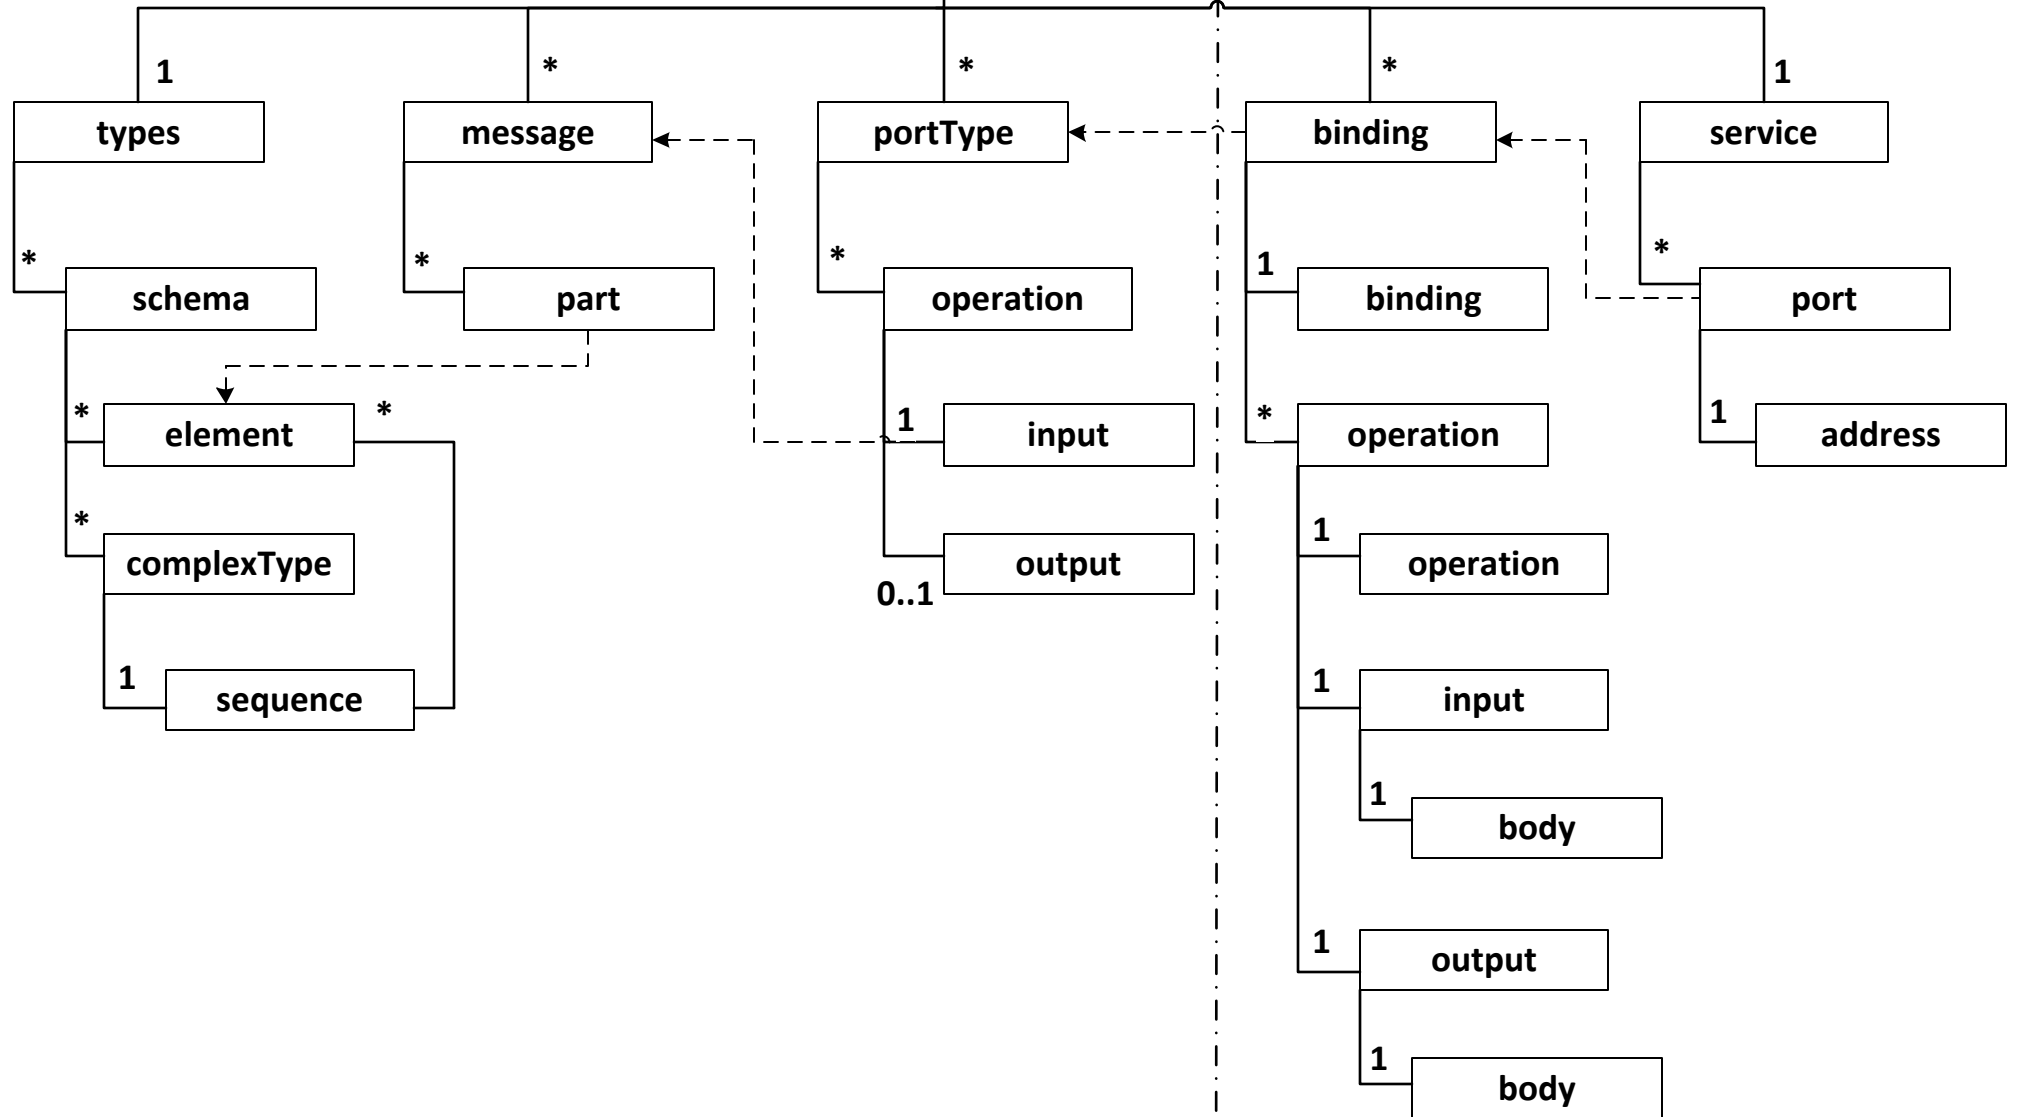 1 * * * 1
types message portType binding service
* * * 1 *
schema part operation binding port
* * 1 * 1
element input operation address
* 1
complexType output operation
0..1
1 1
sequence input
1
body
1
output
1
body